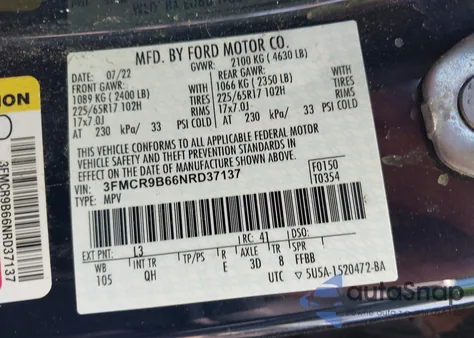 MFD. BY FORD MOTOR CO.
DATE: 07/22 GVWR: 2100 KG ( 4630 LB)
FRONT GAWR: REAR GAWR:
1089 KG ( 2400 LB) 1066 KG ( 2350 LB)
225/65R17 102H TIRES 225/65R17 102H
17x7.0J RIMS 17x7.0J
AT 230 kPa/ 33 PSI COLD AT 230 kPa/ 33 PSI COLD
THIS VEHICLE CONFORMS TO ALL APPLICABLE FEDERAL MOTOR
VEHICLE SAFETY AND THEFT PREVENTION STANDARDS IN
EFFECT ON THE DATE OF MANUFACTURE SHOWN ABOVE.
VIN: 3FMCR9B66NRD37137
TYPE: MPV
F0150
T0354
EXT PNT: L3 RC: 41 DSO:
WB INT TR TP/PS R AXLE TR SPR
105 QH E 3D 8 FFBB
UTC ▽ 5U5A-1520472-BA
3FMCR9B66NRD37137
autoSnap